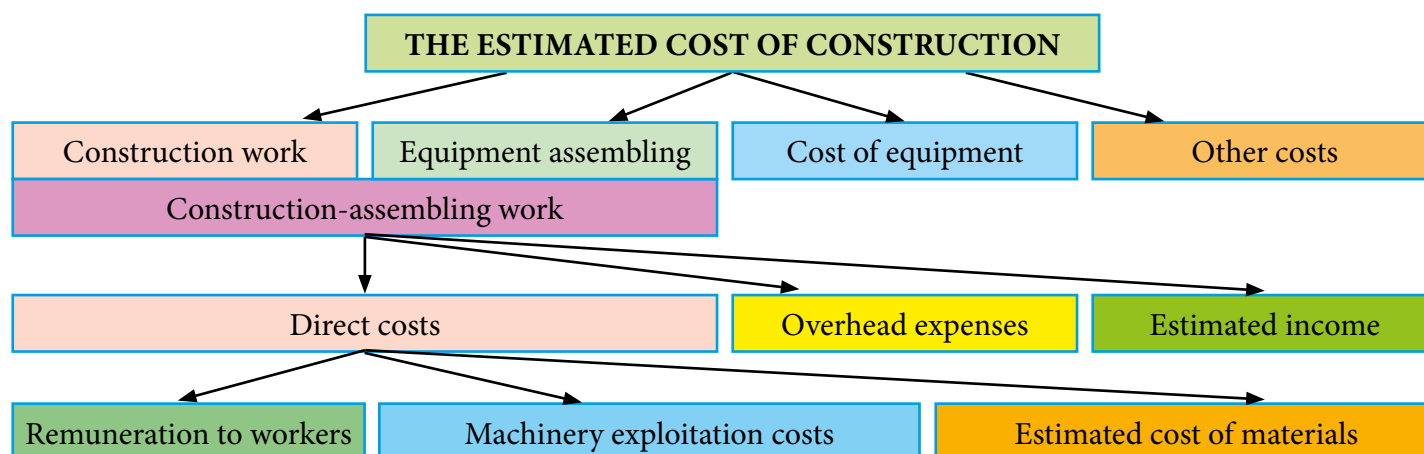 THE ESTIMATED COST OF CONSTRUCTION
Construction work
Equipment assembling
Cost of equipment
Other costs
Construction-assembling work
Direct costs
Overhead expenses
Estimated income
Remuneration to workers
Machinery exploitation costs
Estimated cost of materials